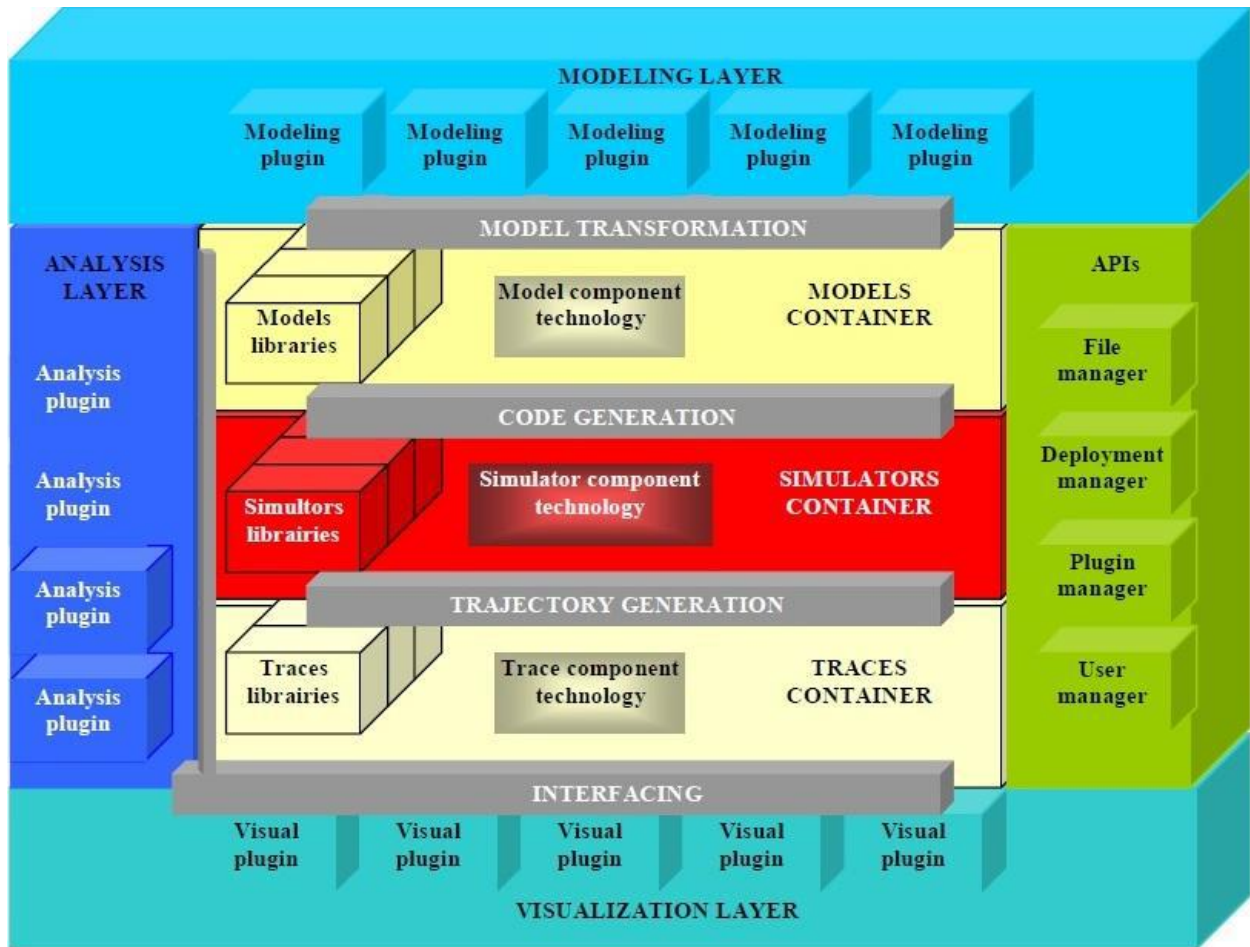 MODELING LAYER
Modeling
plugin
Modeling
plugin
Modeling
plugin
Modeling
plugin
Modeling
plugin
MODEL TRANSFORMATION
ANALYSIS
LAYER
Analysis
plugin
Analysis
plugin
Analysis
plugin
Analysis
plugin
Models
libraries
Model component
technology
MODELS
CONTAINER
CODE GENERATION
Simultors
librairies
Simulator component
technology
SIMULATORS
CONTAINER
TRAJECTORY GENERATION
Traces
librairies
Trace component
technology
TRACES
CONTAINER
INTERFACING
APIs
File
manager
Deployment
manager
Plugin
manager
User
manager
Visual
plugin
Visual
plugin
Visual
plugin
Visual
plugin
Visual
plugin
VISUALIZATION LAYER